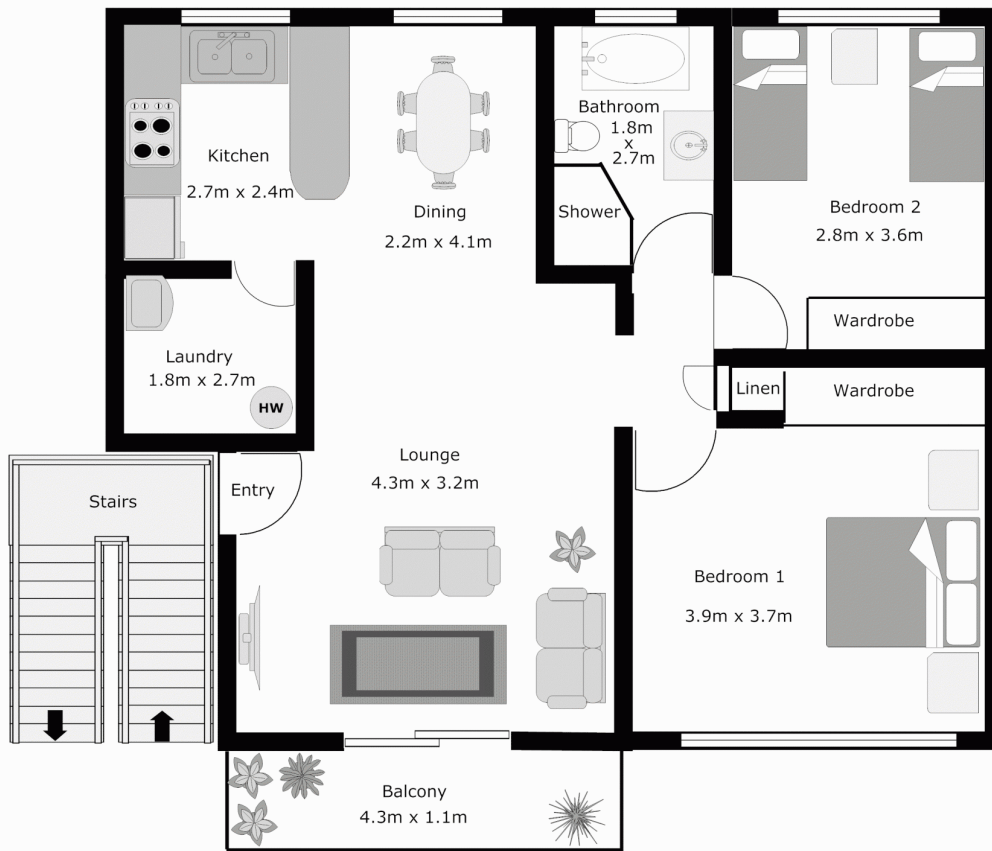 Kitchen
2.7m x 2.4m
Dining
2.2m x 4.1m
Bathroom
1.8m
x
2.7m
Shower
Bedroom 2
2.8m x 3.6m
Wardrobe
Laundry
1.8m x 2.7m
HW
Linen
Wardrobe
Lounge
4.3m x 3.2m
Entry
Stairs
Bedroom 1
3.9m x 3.7m
Balcony
4.3m x 1.1m